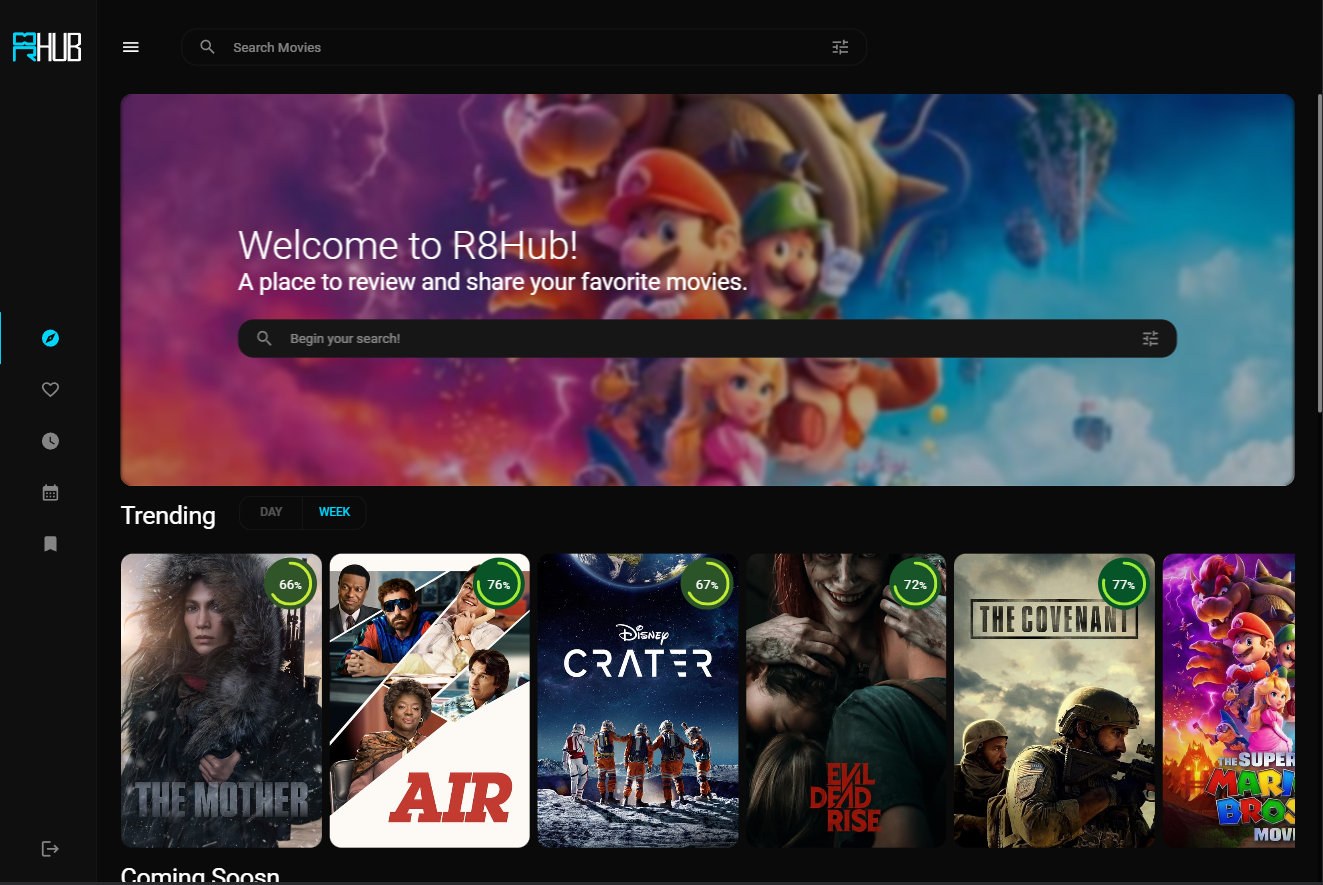 R8HUB
Search Movies
Welcome to R8Hub!
A place to review and share your favorite movies.
Begin your search!
Trending
DAY
WEEK
66%
76%
67%
72%
77%
THE MOTHER
AIR
Disney
CRATER
EVIL
DEAD
RISE
THE COVENANT
THE SUPER
MARI
BROS
MOVI
Coming Soosn